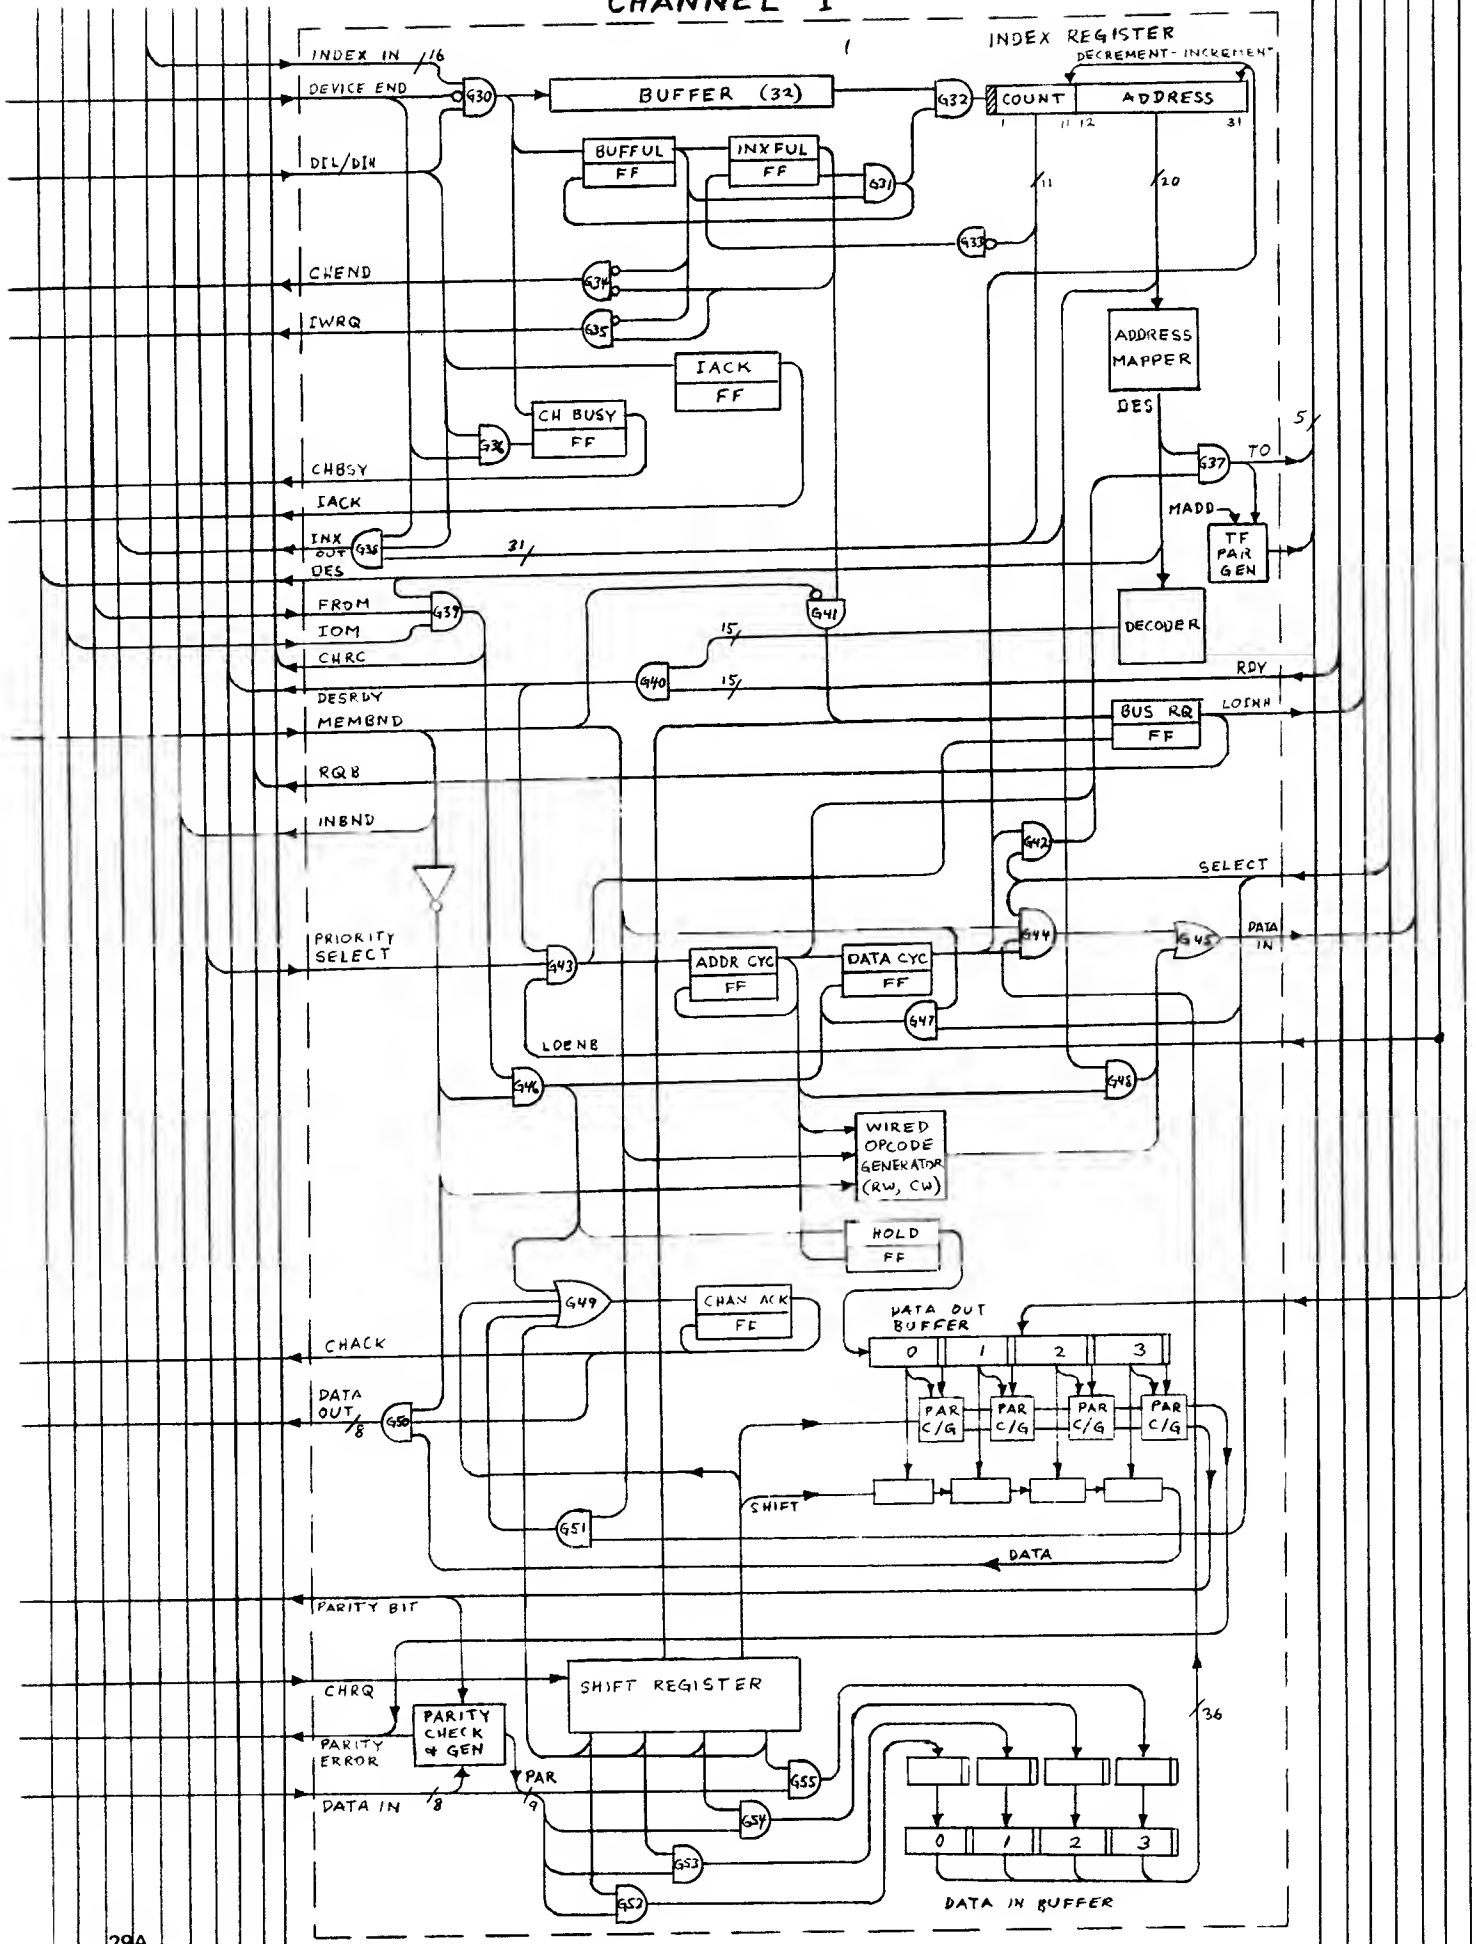 CHANNEL I
INDEX REGISTER
DECREMENT-INCREMENT
INDEX IN
16
DEVICE END
G30
BUFFER (32)
G32
COUNT
ADDRESS
1
11
12
31
DIL/DIH
BUFFUL
FF
INXFUL
FF
G31
11
20
G33
CHEND
G34
IWRQ
G35
ADDRESS
MAPPER
IACK
FF
CH BUSY
FF
G36
DES
5
G37
TO
CHBSY
IACK
MADD
INX
OUT
G38
31
TF
PAR
GEN
DES
FROM
G39
G41
IOM
15
DECODER
CHRC
G40
RDY
DESRDY
15
MEMBND
BUS RQ
FF
LOINH
RQB
INBND
G42
SELECT
PRIORITY
SELECT
G43
ADDR CYC
FF
DATA CYC
FF
G44
G45
DATA
IN
G47
LOENB
G46
G48
WIRED
OPCODE
GENERATOR
(RW, CW)
HOLD
FF
G49
CHAN ACK
FF
DATA OUT
BUFFER
CHACK
0
1
2
3
DATA
OUT
8
G50
PAR
C/G
PAR
C/G
PAR
C/G
PAR
C/G
SHIFT
G51
DATA
PARITY BIT
CHRQ
SHIFT REGISTER
PARITY
CHECK
& GEN
36
PARITY
ERROR
PAR
9
G55
DATA IN
8
G54
0
1
2
3
G53
G52
DATA IN BUFFER
29A